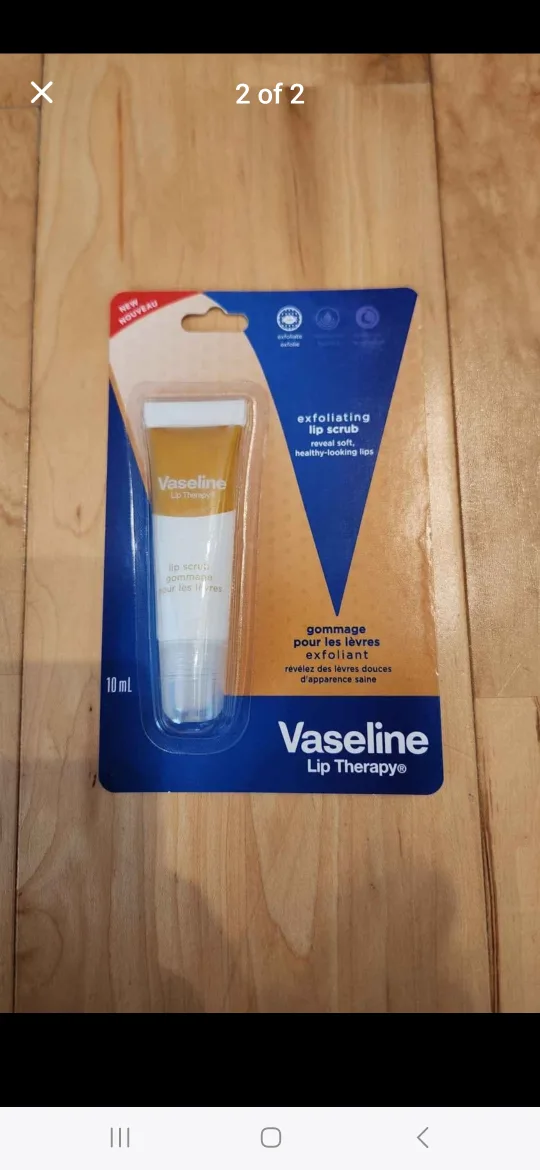 2 of 2
NEW
NOUVEAU
exfoliate
exfolie
exfoliating
lip scrub
reveal soft,
healthy-looking lips
Vaseline
Lip Therapy®
lip scrub
gommage
pour les lèvres
gommage
pour les lèvres
exfoliant
révélez des lèvres douces
d'apparence saine
10 mL
Vaseline
Lip Therapy®